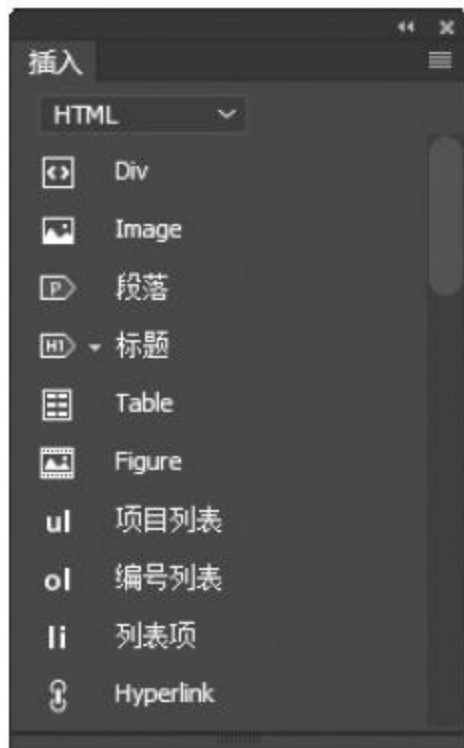 插入
HTML
Div
Image
P 段落
H1 标题
Table
Figure
ul 项目列表
ol 编号列表
li 列表项
Hyperlink